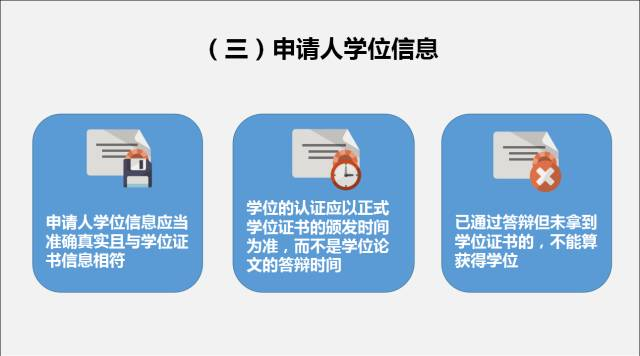 （三）申请人学位信息
申请人学位信息应当
准确真实且与学位证
书信息相符
学位的认证应以正式
学位证书的颁发时间
为准，而不是学位论
文的答辩时间
已通过答辩但未拿到
学位证书的，不能算
获得学位